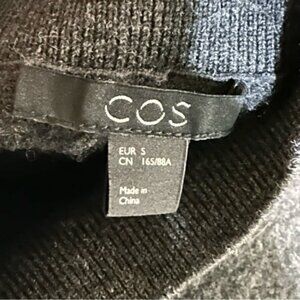 COS
EUR S
CN 165/88A
Made in
China